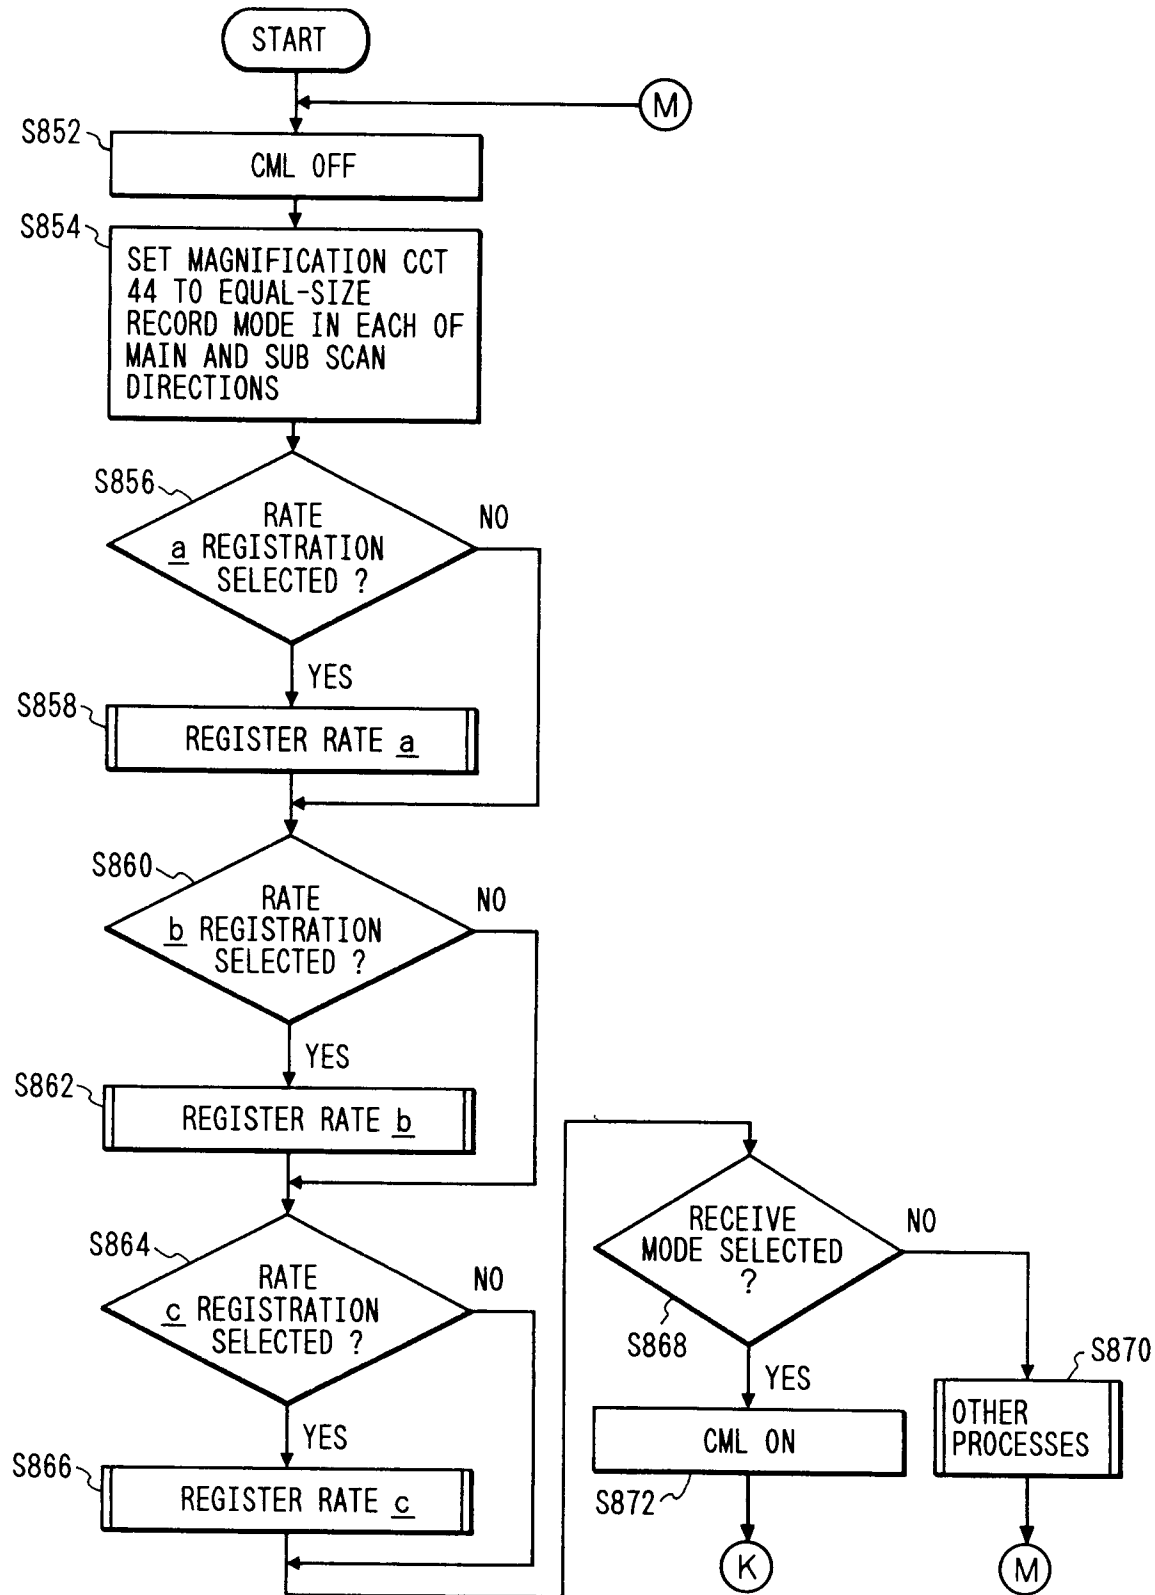 START
M
S852
CML OFF
S854
SET MAGNIFICATION CCT
44 TO EQUAL-SIZE
RECORD MODE IN EACH OF
MAIN AND SUB SCAN
DIRECTIONS
S856
RATE
a REGISTRATION
SELECTED ?
NO
YES
S858
REGISTER RATE a
S860
RATE
b REGISTRATION
SELECTED ?
NO
YES
S862
REGISTER RATE b
S864
RATE
c REGISTRATION
SELECTED ?
NO
YES
S866
REGISTER RATE c
RECEIVE
MODE SELECTED
?
NO
S868
YES
S870
OTHER
PROCESSES
CML ON
S872
K
M